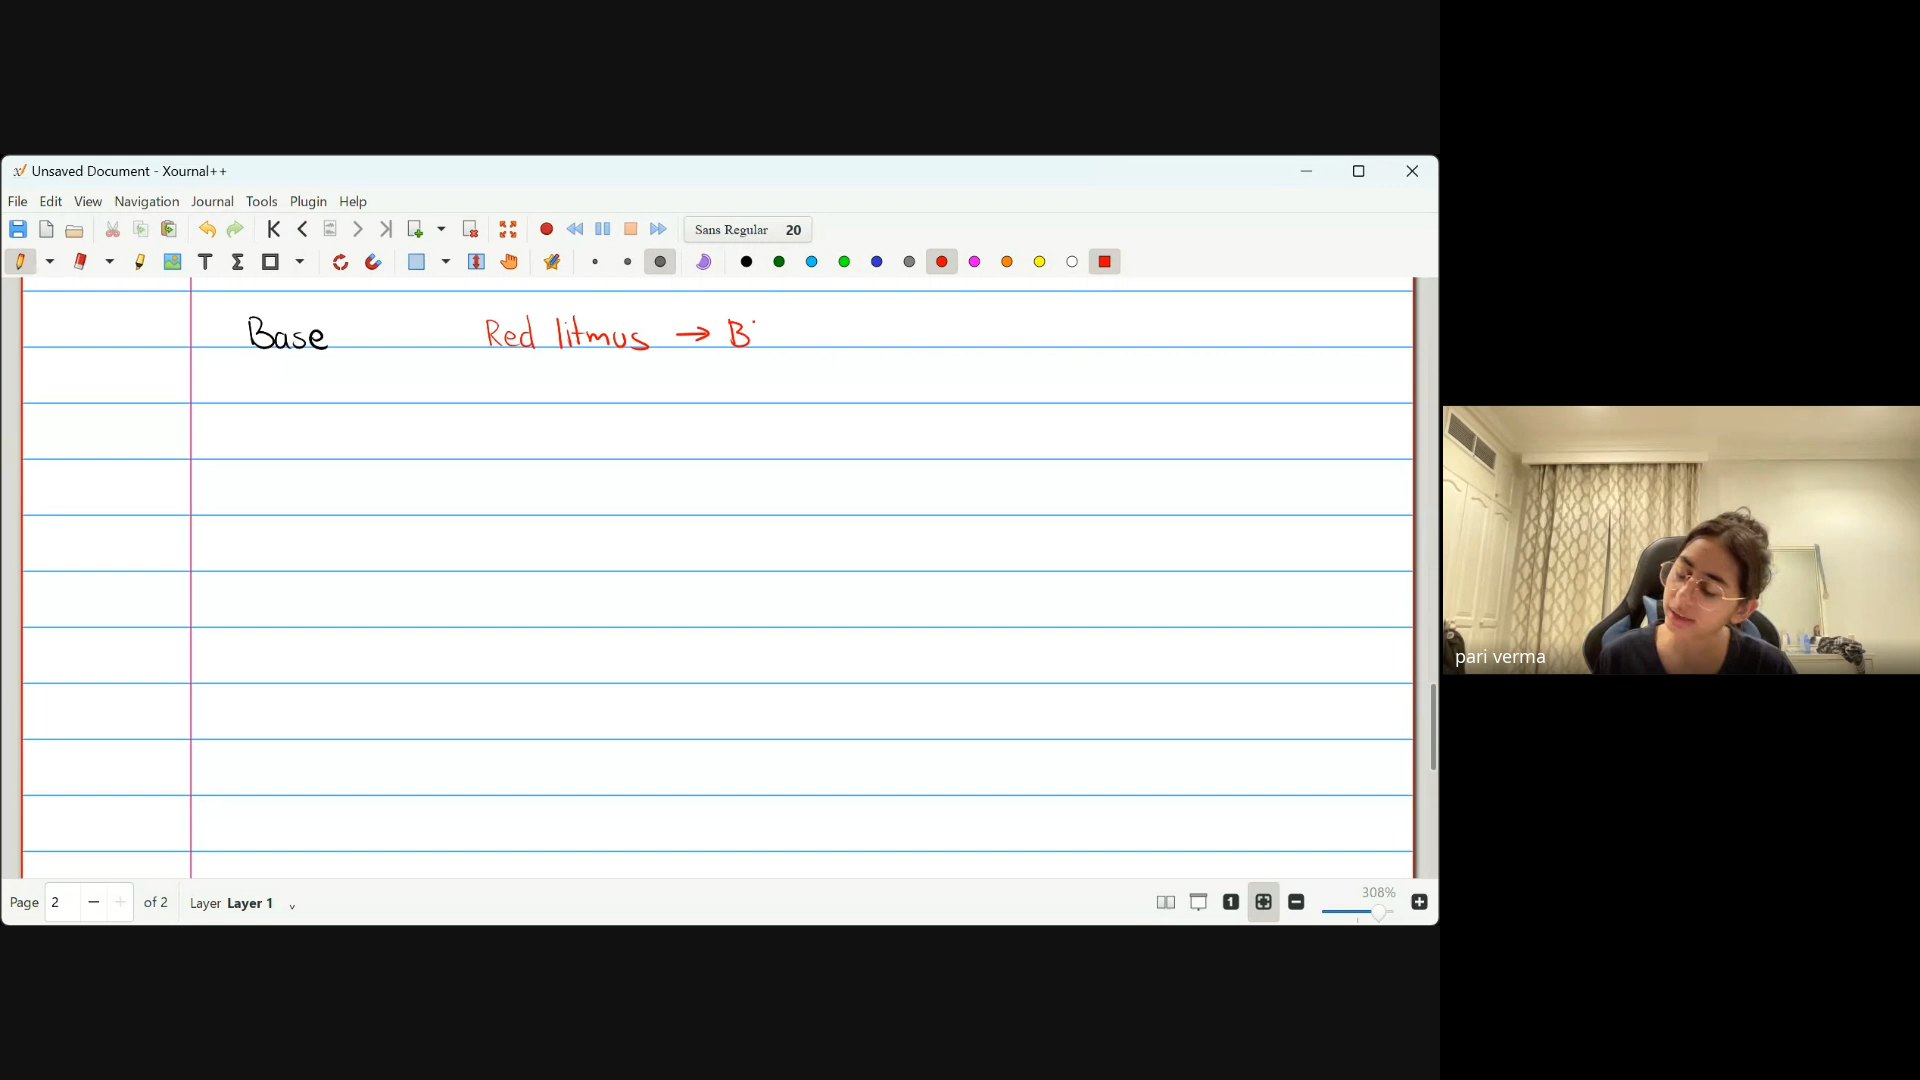 Unsaved Document - Xournal++
File Edit View Navigation Journal Tools Plugin Help
Sans Regular 20
Base Red litmus → B
pari verma
308%
Page 2 of 2 Layer Layer 1